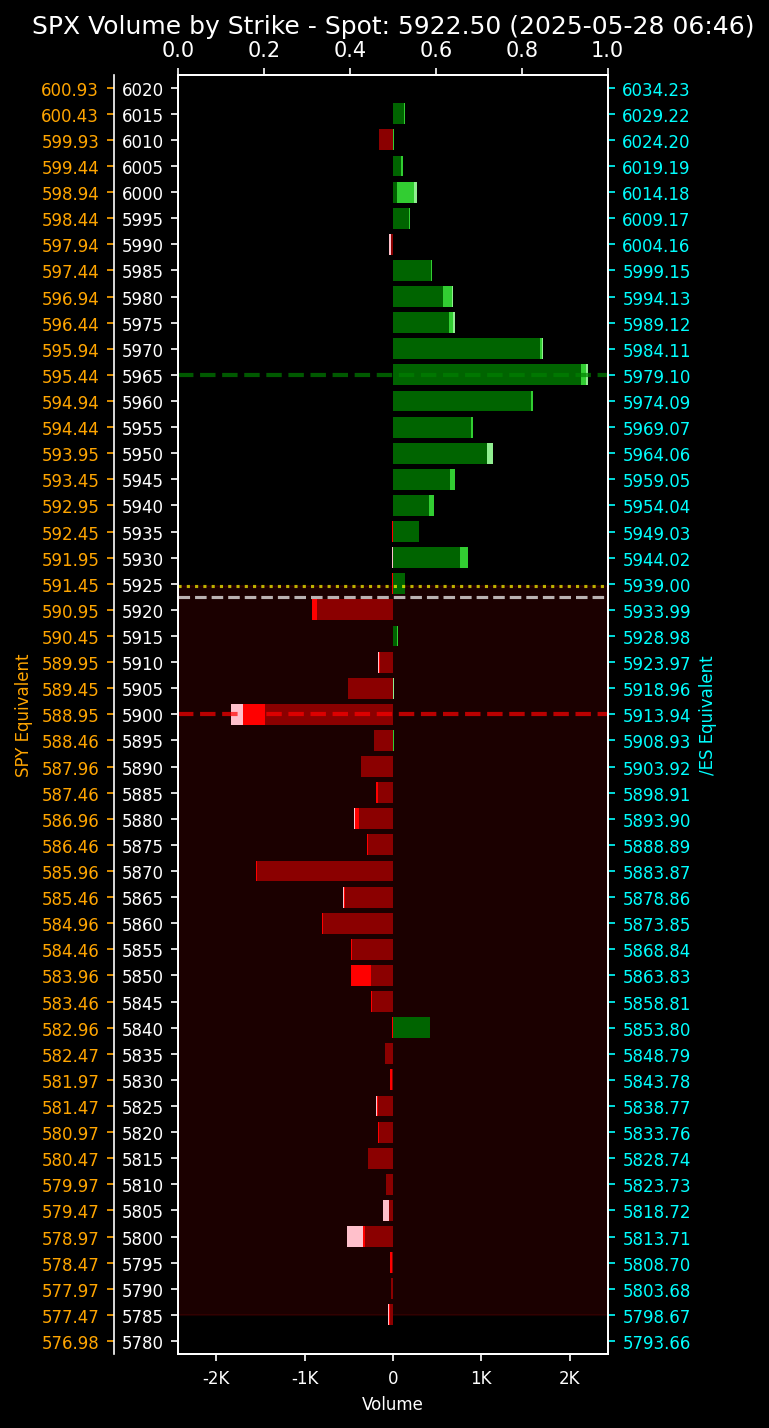 SPX Volume by Strike - Spot: 5922.50 (2025-05-28 06:46)
0.0 0.2 0.4 0.6 0.8 1.0
600.93 6020 6034.23
600.43 6015 6029.22
599.93 6010 6024.20
599.44 6005 6019.19
598.94 6000 6014.18
598.44 5995 6009.17
597.94 5990 6004.16
597.44 5985 5999.15
596.94 5980 5994.13
596.44 5975 5989.12
595.94 5970 5984.11
595.44 5965 5979.10
594.94 5960 5974.09
594.44 5955 5969.07
593.95 5950 5964.06
593.45 5945 5959.05
592.95 5940 5954.04
592.45 5935 5949.03
591.95 5930 5944.02
591.45 5925 5939.00
590.95 5920 5933.99
590.45 5915 5928.98
589.95 5910 5923.97
589.45 5905 5918.96
588.95 5900 5913.94
588.46 5895 5908.93
587.96 5890 5903.92
587.46 5885 5898.91
586.96 5880 5893.90
586.46 5875 5888.89
585.96 5870 5883.87
585.46 5865 5878.86
584.96 5860 5873.85
584.46 5855 5868.84
583.96 5850 5863.83
583.46 5845 5858.81
582.96 5840 5853.80
582.47 5835 5848.79
581.97 5830 5843.78
581.47 5825 5838.77
580.97 5820 5833.76
580.47 5815 5828.74
579.97 5810 5823.73
579.47 5805 5818.72
578.97 5800 5813.71
578.47 5795 5808.70
577.97 5790 5803.68
577.47 5785 5798.67
576.98 5780 5793.66
SPY Equivalent
/ES Equivalent
-2K -1K 0 1K 2K
Volume